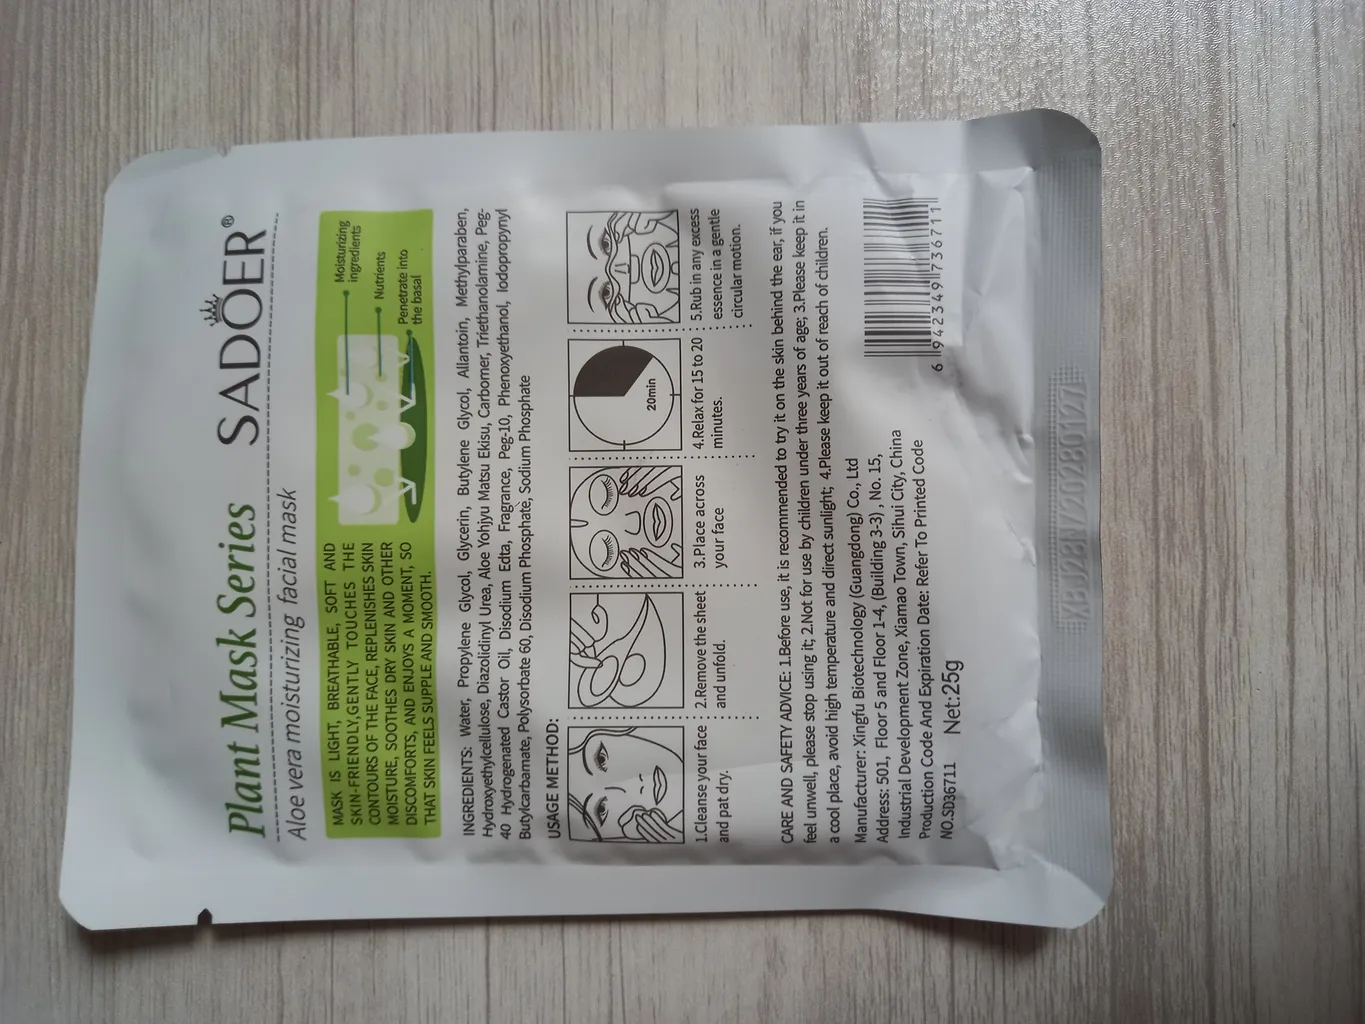 Plant Mask Series
SADOER®
Aloe vera moisturizing facial mask
MASK IS LIGHT, BREATHABLE, SOFT AND
SKIN-FRIENDLY,GENTLY TOUCHES THE
CONTOURS OF THE FACE, REPLENISHES SKIN
MOISTURE, SOOTHES DRY SKIN AND OTHER
DISCOMFORTS, AND ENJOYS A MOMENT, SO
THAT SKIN FEELS SUPPLE AND SMOOTH.
Moisturizing
ingredients
Nutrients
Penetrate into
the basal
INGREDIENTS: Water, Propylene Glycol, Glycerin, Butylene Glycol, Allantoin, Methylparaben,
Hydroxyethylcellulose, Diazolidinyl Urea, Aloe Yohjyu Matsu Ekisu, Carbomer, Triethanolamine, Peg-
40 Hydrogenated Castor Oil, Disodium Edta, Fragrance, Peg-10, Phenoxyethanol, Iodopropynyl
Butylcarbamate, Polysorbate 60, Disodium Phosphate, Sodium Phosphate
USAGE METHOD:
1.Cleanse your face
and pat dry.
2.Remove the sheet
and unfold.
3.Place across
your face
20min
4.Relax for 15 to 20
minutes.
5.Rub in any excess
essence in a gentle
circular motion.
CARE AND SAFETY ADVICE: 1.Before use, it is recommended to try it on the skin behind the ear, if you
feel unwell, please stop using it; 2.Not for use by children under three years of age; 3.Please keep it in
a cool place, avoid high temperature and direct sunlight; 4.Please keep it out of reach of children.
Manufacturer: Xingfu Biotechnology (Guangdong) Co., Ltd
Address: 501, Floor 5 and Floor 1-4, (Building 3-3) , No. 15,
Industrial Development Zone, Xiamao Town, Sihui City, China
Production Code And Expiration Date: Refer To Printed Code
NO.SD36711 Net:25g
6 942349 736711
XBJ28N1/20280127